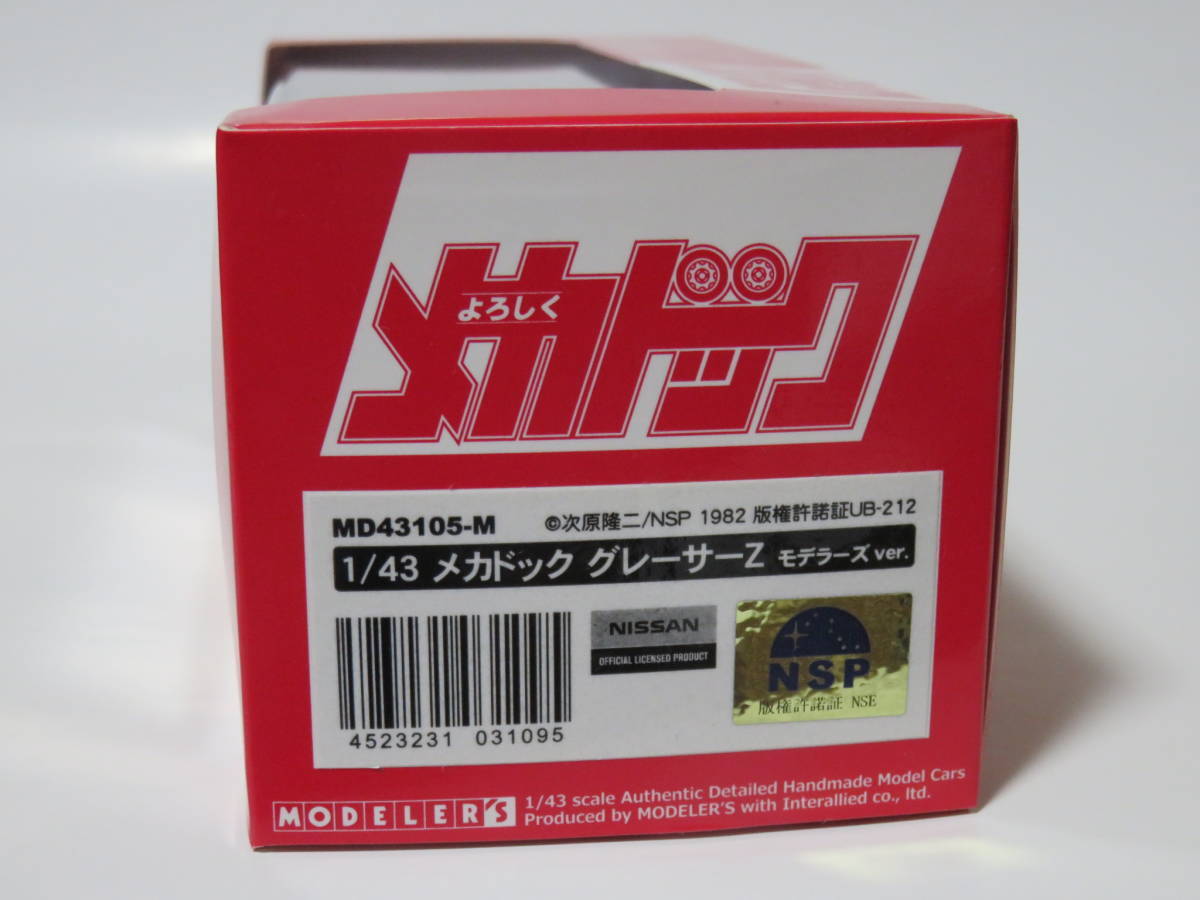 よろしく
メカドック
MD43105-M ©次原隆二/NSP 1982 版権許諾証UB-212
1/43 メカドック グレーサーZ モデラーズ ver.
NISSAN
OFFICIAL LICENSED PRODUCT
NSP
版権許諾証 NSE
4523231 031095
MODELER'S
1/43 scale Authentic Detailed Handmade Model Cars
Produced by MODELER'S with Interallied co., ltd.